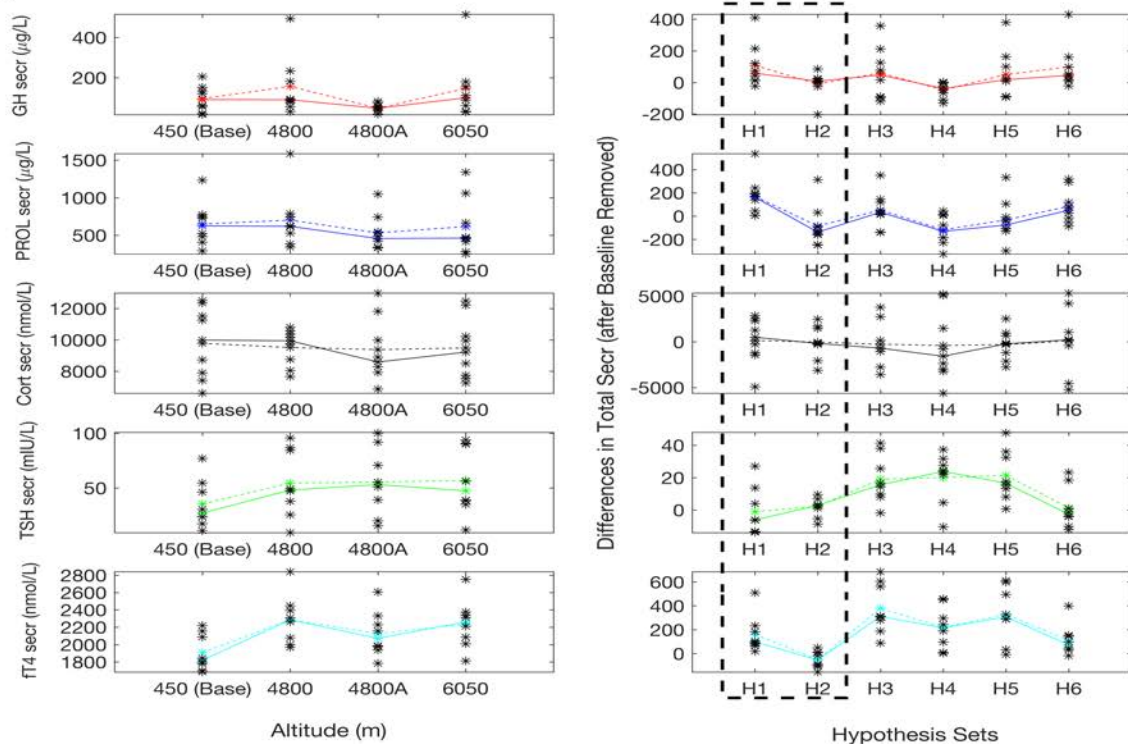 GH secr (μg/L)
400
200
450 (Base) 4800 4800A 6050
PROL secr (μg/L)
1500
1000
500
450 (Base) 4800 4800A 6050
Cort secr (nmol/L)
12000
10000
8000
450 (Base) 4800 4800A 6050
TSH secr (mIU/L)
100
50
450 (Base) 4800 4800A 6050
fT4 secr (nmol/L)
2800
2600
2400
2200
2000
1800
450 (Base) 4800 4800A 6050
Altitude (m)
Differences in Total Secr (after Baseline Removed)
400
200
0
-200
H1 H2 H3 H4 H5 H6
400
200
0
-200
H1 H2 H3 H4 H5 H6
5000
0
-5000
H1 H2 H3 H4 H5 H6
40
20
0
H1 H2 H3 H4 H5 H6
600
400
200
0
H1 H2 H3 H4 H5 H6
Hypothesis Sets